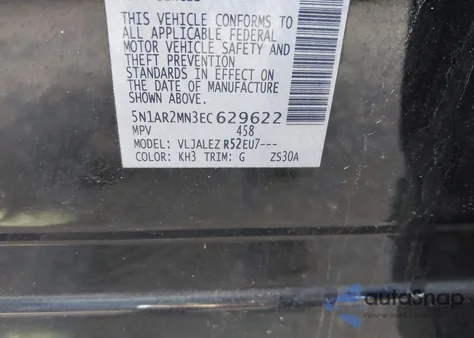 THIS VEHICLE CONFORMS TO
ALL APPLICABLE FEDERAL
MOTOR VEHICLE SAFETY AND
THEFT PREVENTION
STANDARDS IN EFFECT ON
THE DATE OF MANUFACTURE
SHOWN ABOVE.
5N1AR2MN3EC629622
MPV 458
MODEL: VLJALEZ R52EU7---
COLOR: KH3 TRIM: G ZS30A
autoSnap